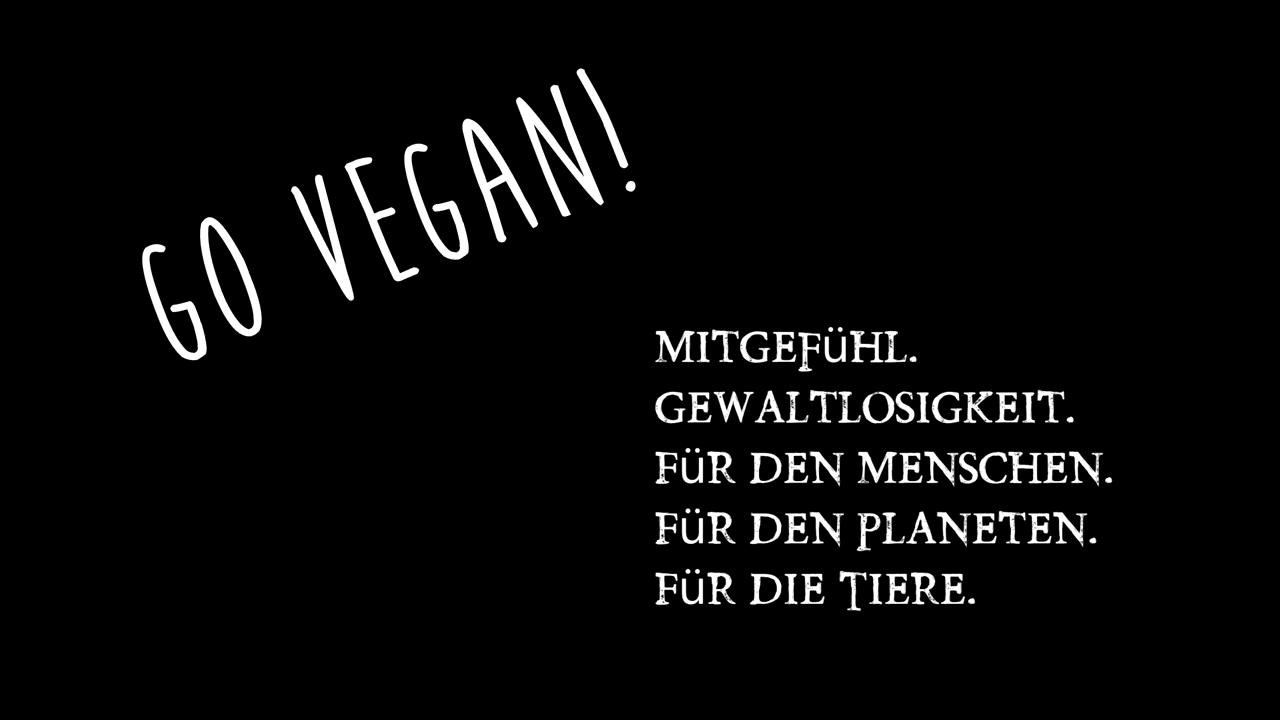 GO VEGAN!
MITGEFÜHL.
GEWALTLOSIGKEIT.
FÜR DEN MENSCHEN.
FÜR DEN PLANETEN.
FÜR DIE TIERE.